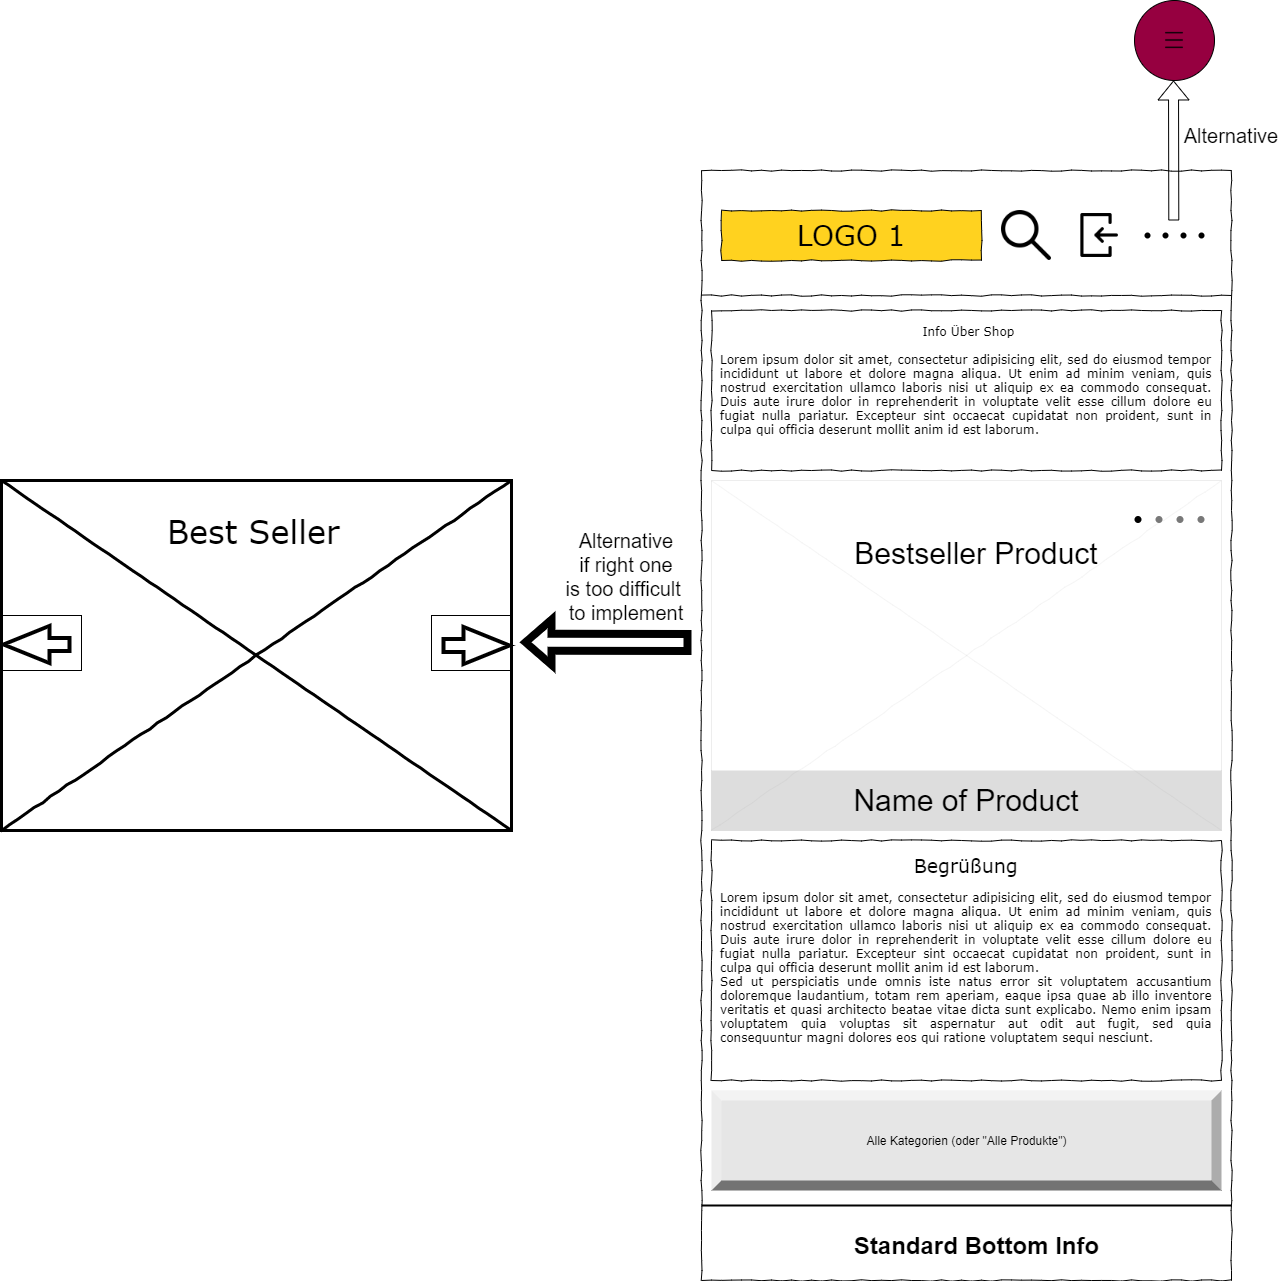 Alternative
LOGO 1
Info Über Shop
Lorem ipsum dolor sit amet, consectetur adipisicing elit, sed do eiusmod tempor
incididunt ut labore et dolore magna aliqua. Ut enim ad minim veniam, quis
nostrud exercitation ullamco laboris nisi ut aliquip ex ea commodo consequat.
Duis aute irure dolor in reprehenderit in voluptate velit esse cillum dolore eu
fugiat nulla pariatur. Excepteur sint occaecat cupidatat non proident, sunt in
culpa qui officia deserunt mollit anim id est laborum.
Best Seller
Alternative
if right one
is too difficult
to implement
Bestseller Product
Name of Product
Begrüßung
Lorem ipsum dolor sit amet, consectetur adipisicing elit, sed do eiusmod tempor
incididunt ut labore et dolore magna aliqua. Ut enim ad minim veniam, quis
nostrud exercitation ullamco laboris nisi ut aliquip ex ea commodo consequat.
Duis aute irure dolor in reprehenderit in voluptate velit esse cillum dolore eu
fugiat nulla pariatur. Excepteur sint occaecat cupidatat non proident, sunt in
culpa qui officia deserunt mollit anim id est laborum.
Sed ut perspiciatis unde omnis iste natus error sit voluptatem accusantium
doloremque laudantium, totam rem aperiam, eaque ipsa quae ab illo inventore
veritatis et quasi architecto beatae vitae dicta sunt explicabo. Nemo enim ipsam
voluptatem quia voluptas sit aspernatur aut odit aut fugit, sed quia
consequuntur magni dolores eos qui ratione voluptatem sequi nesciunt.
Alle Kategorien (oder "Alle Produkte")
Standard Bottom Info